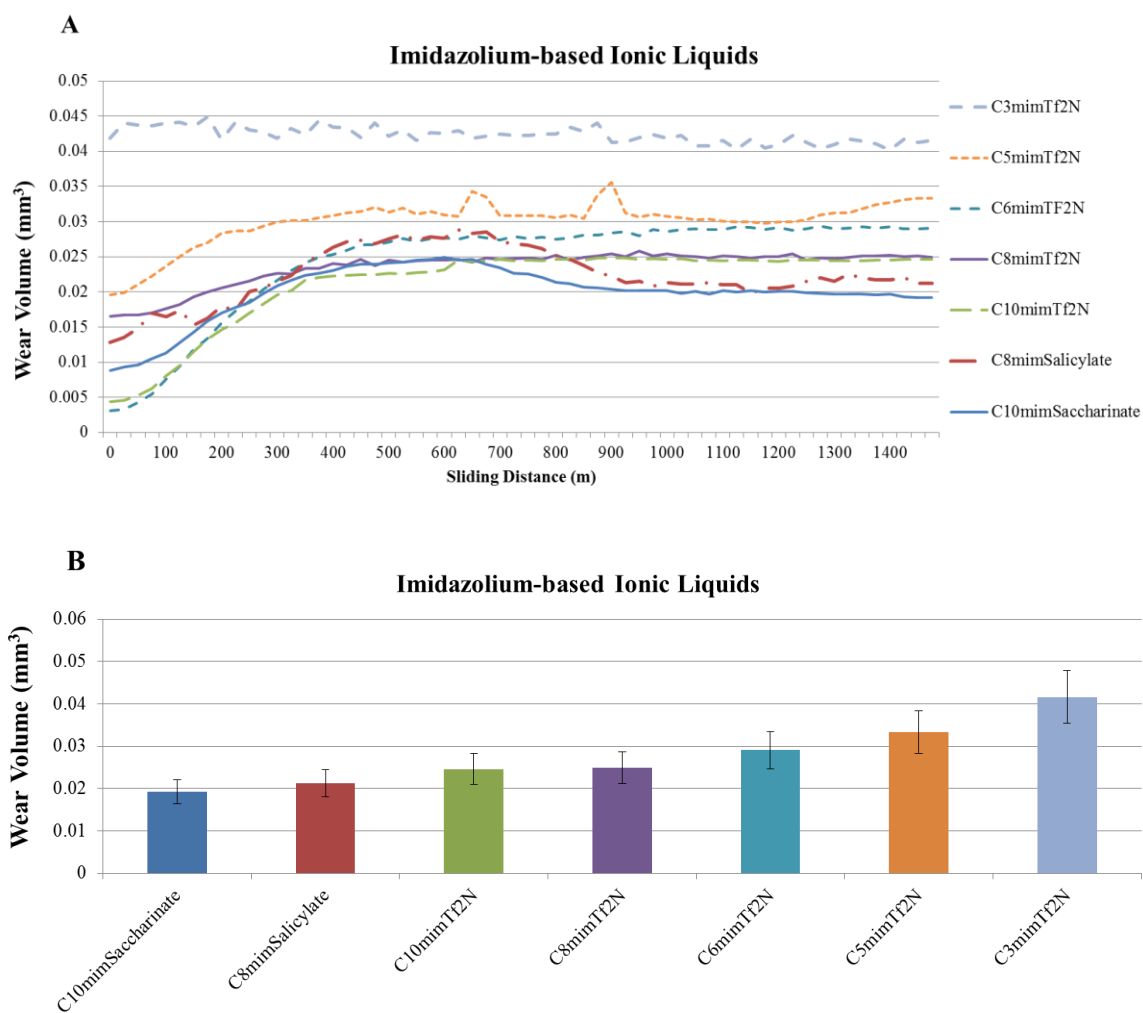 A
Imidazolium-based Ionic Liquids
Wear Volume (mm³)
0.05
0.045
0.04
0.035
0.03
0.025
0.02
0.015
0.01
0.005
0
0 100 200 300 400 500 600 700 800 900 1000 1100 1200 1300 1400
Sliding Distance (m)
C3mimTf2N
C5mimTf2N
C6mimTF2N
C8mimTf2N
C10mimTf2N
C8mimSalicylate
C10mimSaccharinate
B
Imidazolium-based Ionic Liquids
Wear Volume (mm³)
0.06
0.05
0.04
0.03
0.02
0.01
0
C10mimSaccharinate
C8mimSalicylate
C10mimTf2N
C8mimTf2N
C6mimTf2N
C5mimTf2N
C3mimTf2N